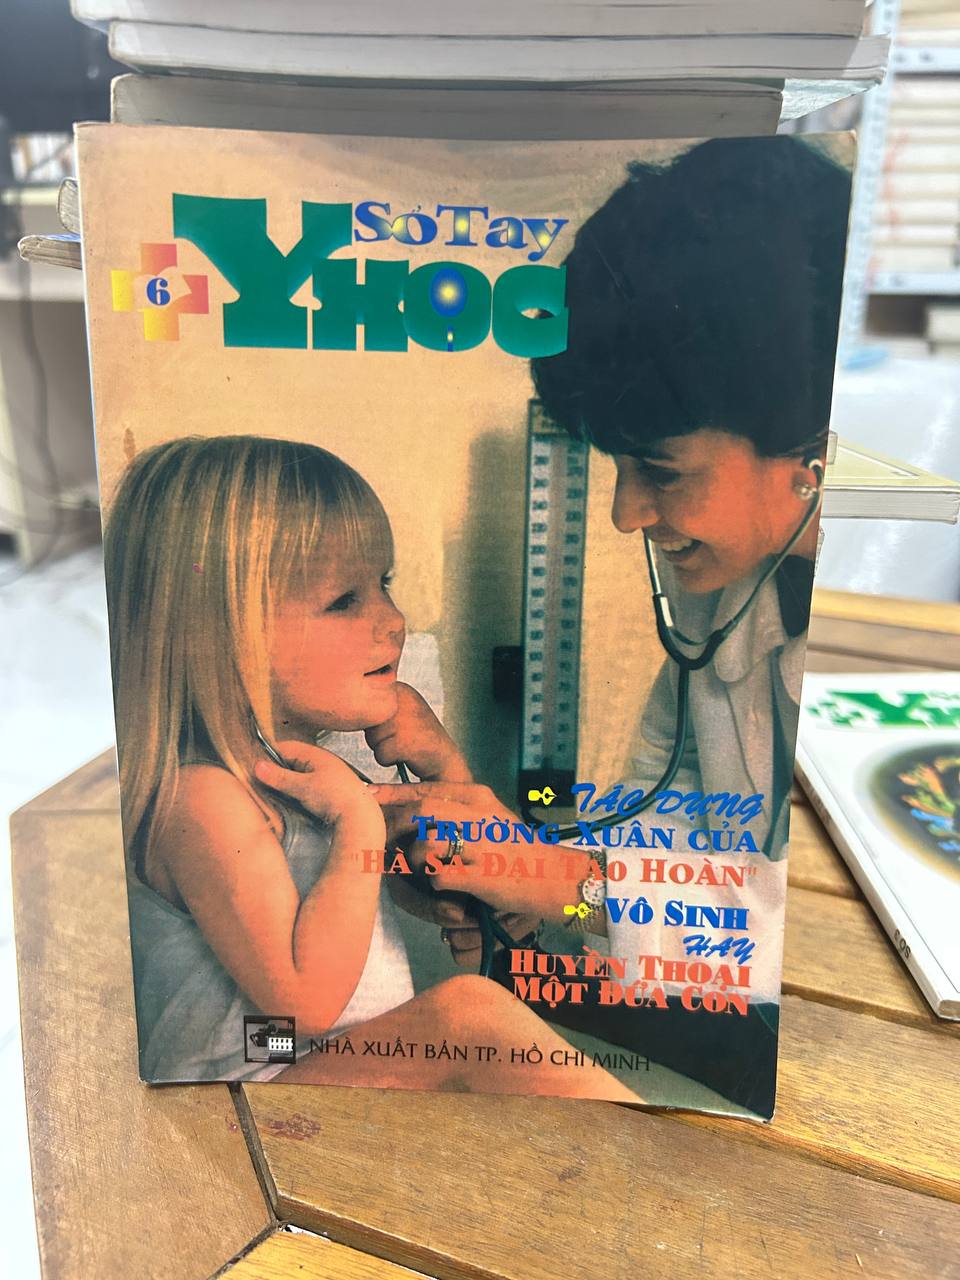 Sổ Tay
Y HỌC
6
TÁC DỤNG
TRƯỜNG XUÂN CỦA
"HÀ SA ĐẠI TẠO HOÀN"
VÔ SINH
HAY
HUYỀN THOẠI
MỘT ĐỨA CON
NHÀ XUẤT BẢN TP. HỒ CHÍ MINH